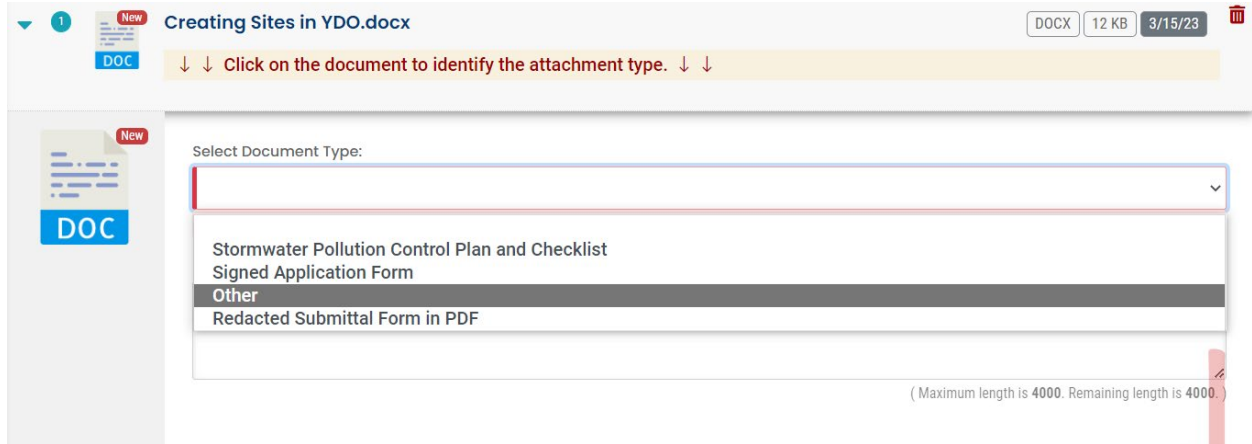 1
New
DOC
Creating Sites in YDO.docx
DOCX 12 KB 3/15/23
↓ ↓ Click on the document to identify the attachment type. ↓ ↓
New
DOC
Select Document Type:
Stormwater Pollution Control Plan and Checklist
Signed Application Form
Other
Redacted Submittal Form in PDF
( Maximum length is 4000. Remaining length is 4000. )